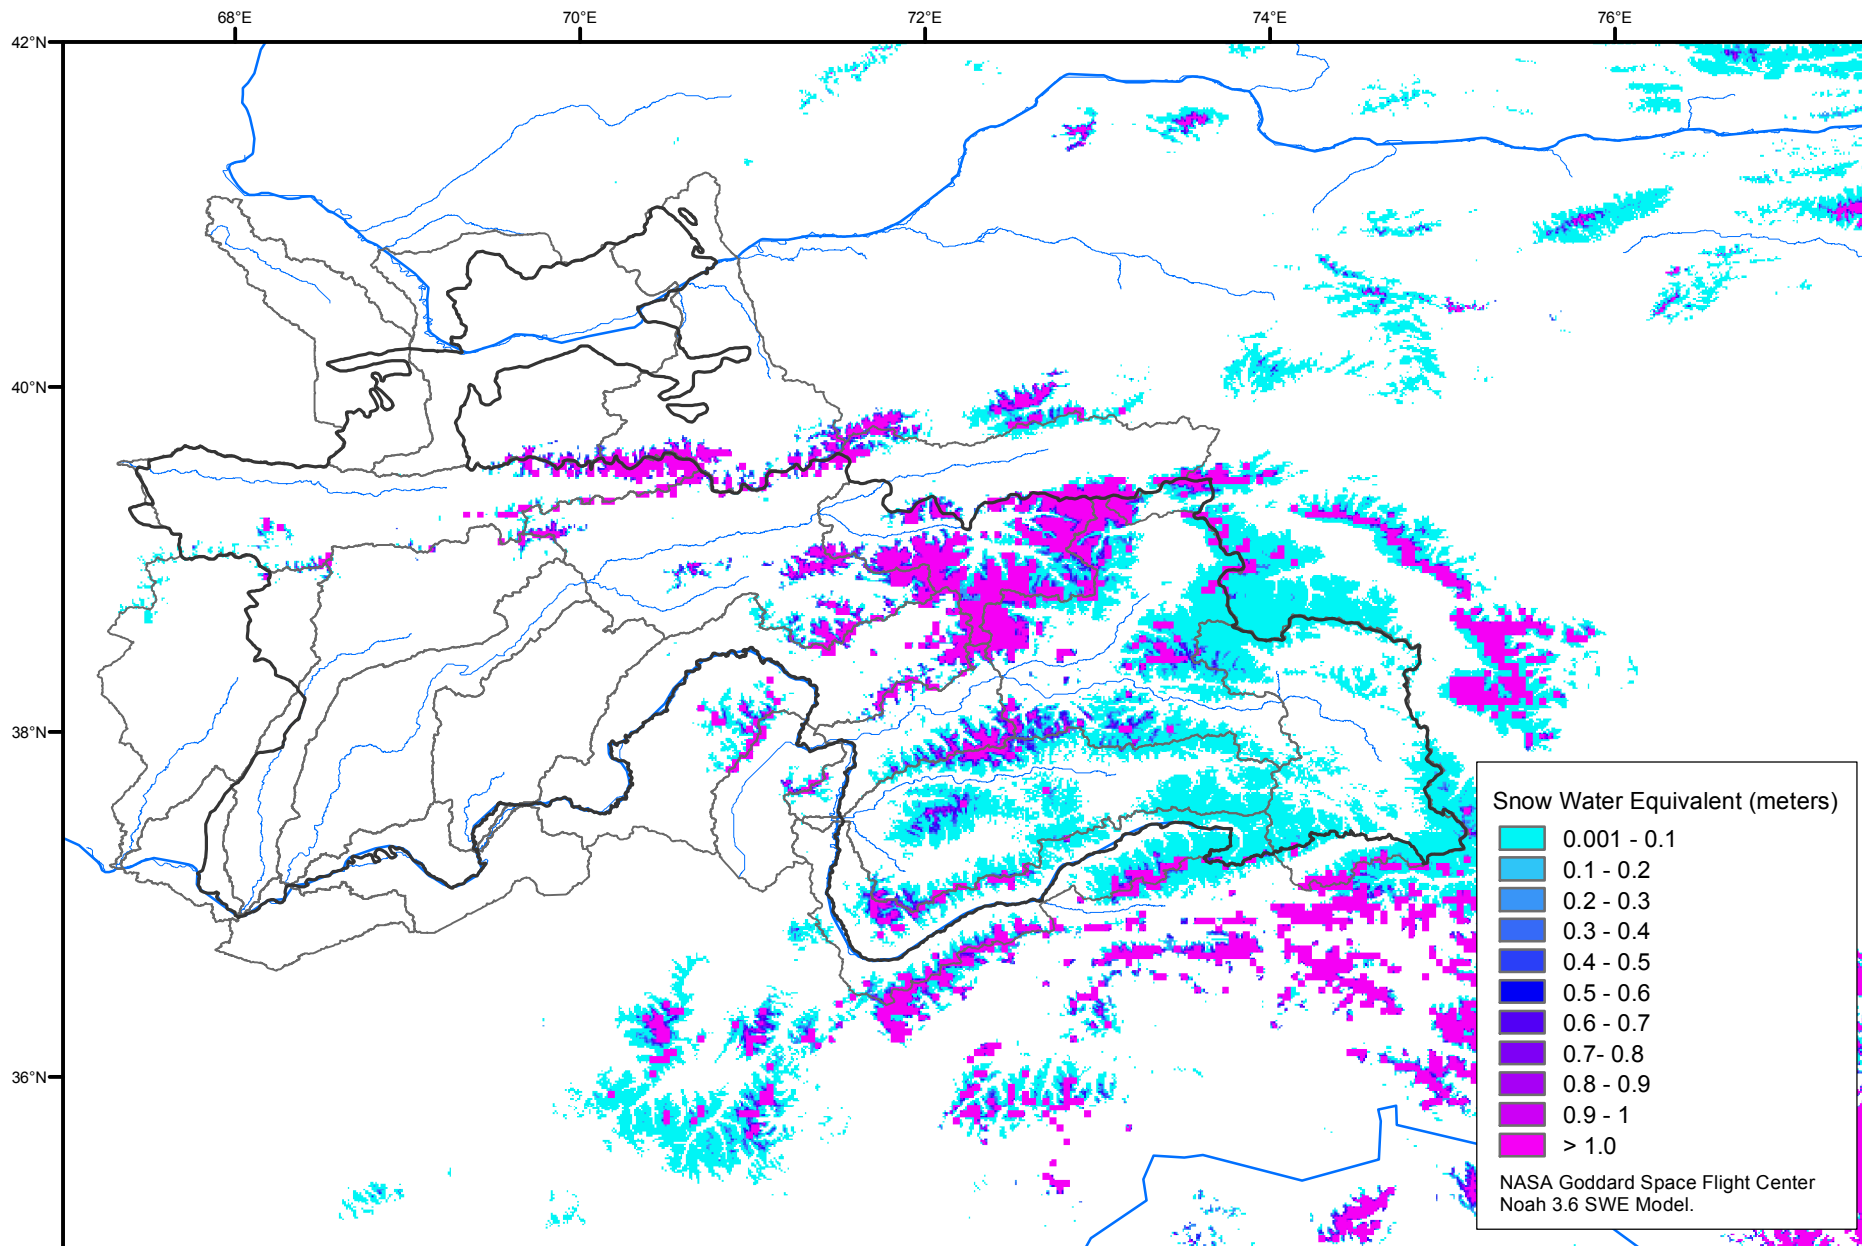 68°E 70°E 72°E 74°E 76°E
42°N
40°N
38°N
36°N
Snow Water Equivalent (meters)
0.001 - 0.1
0.1 - 0.2
0.2 - 0.3
0.3 - 0.4
0.4 - 0.5
0.5 - 0.6
0.6 - 0.7
0.7- 0.8
0.8 - 0.9
0.9 - 1
> 1.0
NASA Goddard Space Flight Center
Noah 3.6 SWE Model.